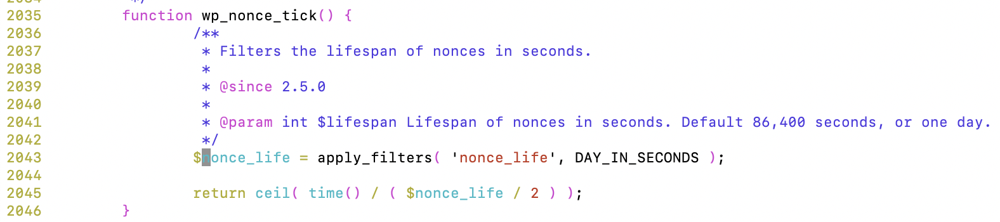 2034 */
2035 function wp_nonce_tick() {
2036 /**
2037 * Filters the lifespan of nonces in seconds.
2038 *
2039 * @since 2.5.0
2040 *
2041 * @param int $lifespan Lifespan of nonces in seconds. Default 86,400 seconds, or one day.
2042 */
2043 $nonce_life = apply_filters( 'nonce_life', DAY_IN_SECONDS );
2044
2045 return ceil( time() / ( $nonce_life / 2 ) );
2046 }